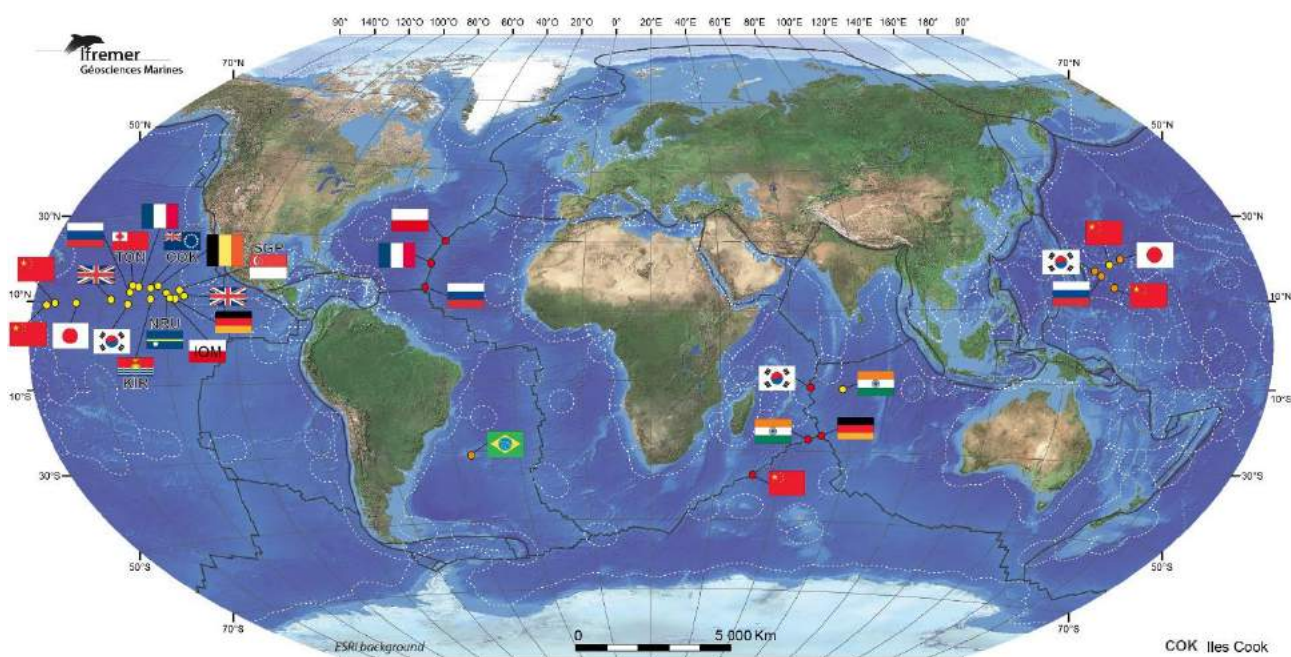 90° 140°O 120°O 100°O 80°O 60°O 40°O 20°O 0° 20°E 40°E 60°E 80°E 100°E 120°E 140°E 160°E 180°E 90°
Ifremer
Géosciences Marines
70°N 70°N
50°N 50°N
30°N 30°N
TON COK SGP
10°N 10°N
NRU
IOM
KIR
10°S 10°S
30°S 30°S
50°S 50°S
70°S 70°S
ESRI background
0 5 000 Km
COK Iles Cook